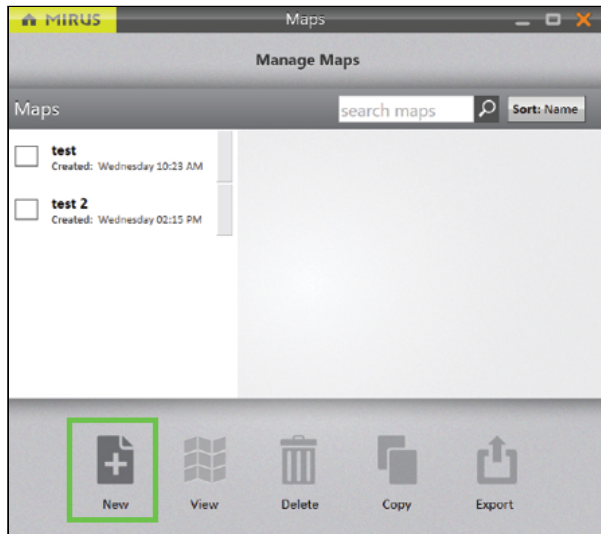 MIRUS
Maps
Manage Maps
Maps
search maps
Sort: Name
test
Created: Wednesday 10:23 AM
test 2
Created: Wednesday 02:15 PM
New
View
Delete
Copy
Export